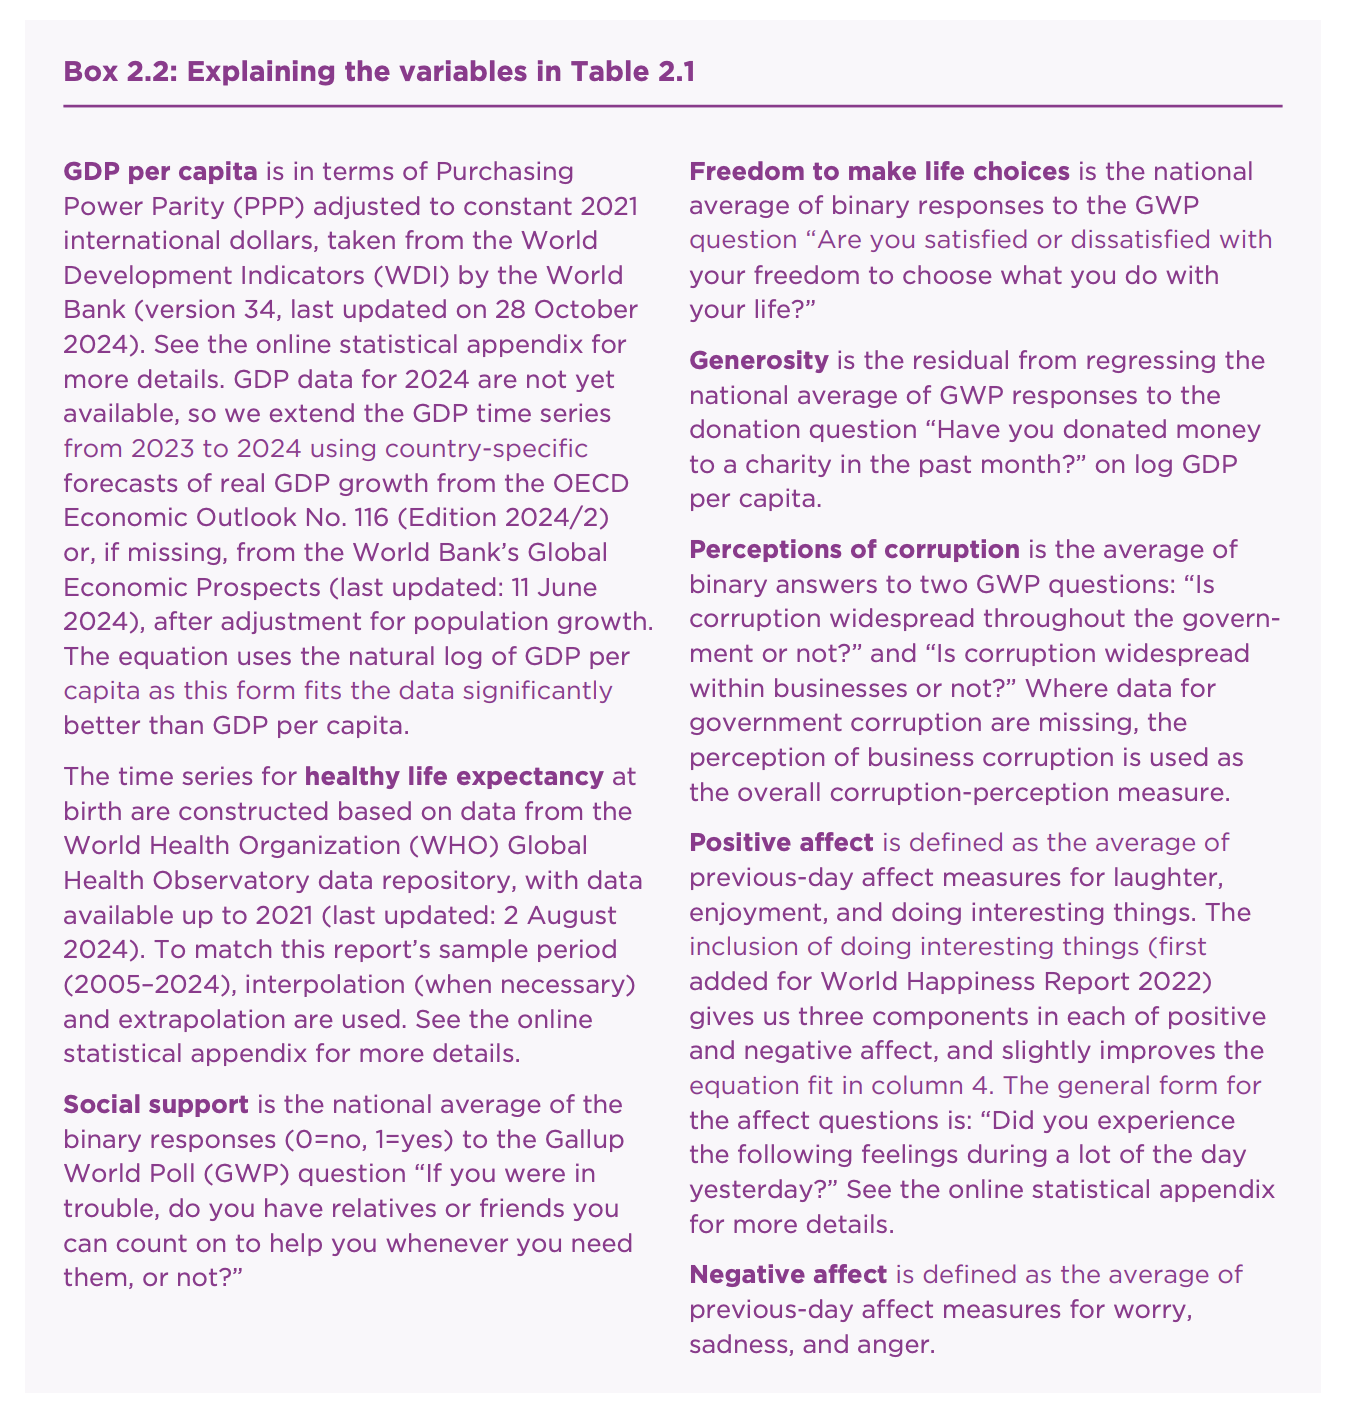 Box 2.2: Explaining the variables in Table 2.1
GDP per capita is in terms of Purchasing
Power Parity (PPP) adjusted to constant 2021
international dollars, taken from the World
Development Indicators (WDI) by the World
Bank (version 34, last updated on 28 October
2024). See the online statistical appendix for
more details. GDP data for 2024 are not yet
available, so we extend the GDP time series
from 2023 to 2024 using country-specific
forecasts of real GDP growth from the OECD
Economic Outlook No. 116 (Edition 2024/2)
or, if missing, from the World Bank’s Global
Economic Prospects (last updated: 11 June
2024), after adjustment for population growth.
The equation uses the natural log of GDP per
capita as this form fits the data significantly
better than GDP per capita.
The time series for healthy life expectancy at
birth are constructed based on data from the
World Health Organization (WHO) Global
Health Observatory data repository, with data
available up to 2021 (last updated: 2 August
2024). To match this report’s sample period
(2005–2024), interpolation (when necessary)
and extrapolation are used. See the online
statistical appendix for more details.
Social support is the national average of the
binary responses (0=no, 1=yes) to the Gallup
World Poll (GWP) question “If you were in
trouble, do you have relatives or friends you
can count on to help you whenever you need
them, or not?”
Freedom to make life choices is the national
average of binary responses to the GWP
question “Are you satisfied or dissatisfied with
your freedom to choose what you do with
your life?”
Generosity is the residual from regressing the
national average of GWP responses to the
donation question “Have you donated money
to a charity in the past month?” on log GDP
per capita.
Perceptions of corruption is the average of
binary answers to two GWP questions: “Is
corruption widespread throughout the govern-
ment or not?” and “Is corruption widespread
within businesses or not?” Where data for
government corruption are missing, the
perception of business corruption is used as
the overall corruption-perception measure.
Positive affect is defined as the average of
previous-day affect measures for laughter,
enjoyment, and doing interesting things. The
inclusion of doing interesting things (first
added for World Happiness Report 2022)
gives us three components in each of positive
and negative affect, and slightly improves the
equation fit in column 4. The general form for
the affect questions is: “Did you experience
the following feelings during a lot of the day
yesterday?” See the online statistical appendix
for more details.
Negative affect is defined as the average of
previous-day affect measures for worry,
sadness, and anger.